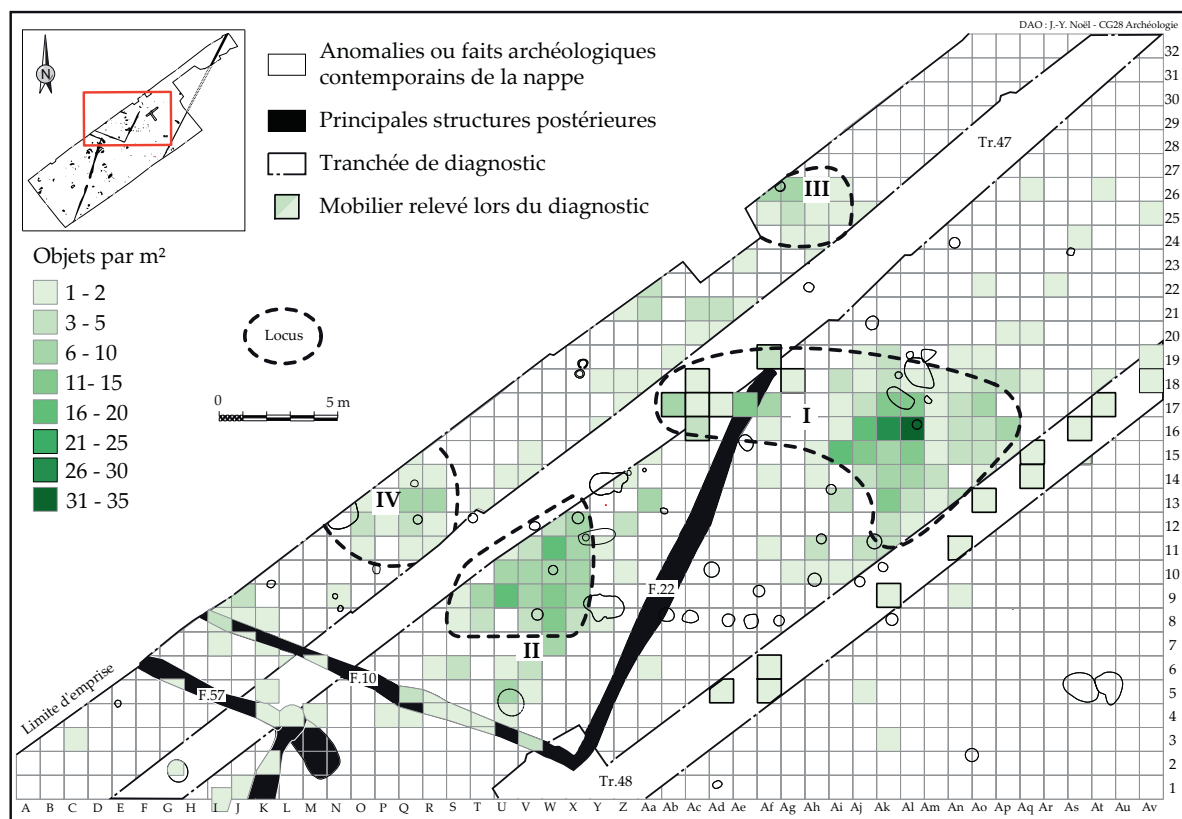 DAO : J.-Y. Noël - CG28 Archéologie
N
Anomalies ou faits archéologiques
contemporains de la nappe
Principales structures postérieures
Tranchée de diagnostic
Mobilier relevé lors du diagnostic
Objets par m²
1 - 2
3 - 5
6 - 10
11- 15
16 - 20
21 - 25
26 - 30
31 - 35
Locus
0 5 m
Tr.47
III
I
IV
II
F.22
F.10
F.57
Limite d'emprise
Tr.48
32
31
30
29
28
27
26
25
24
23
22
21
20
19
18
17
16
15
14
13
12
11
10
9
8
7
6
5
4
3
2
1
A B C D E F G H I J K L M N O P Q R S T U V W X Y Z Aa Ab Ac Ad Ae Af Ag Ah Ai Aj Ak Al Am An Ao Ap Aq Ar As At Au Av